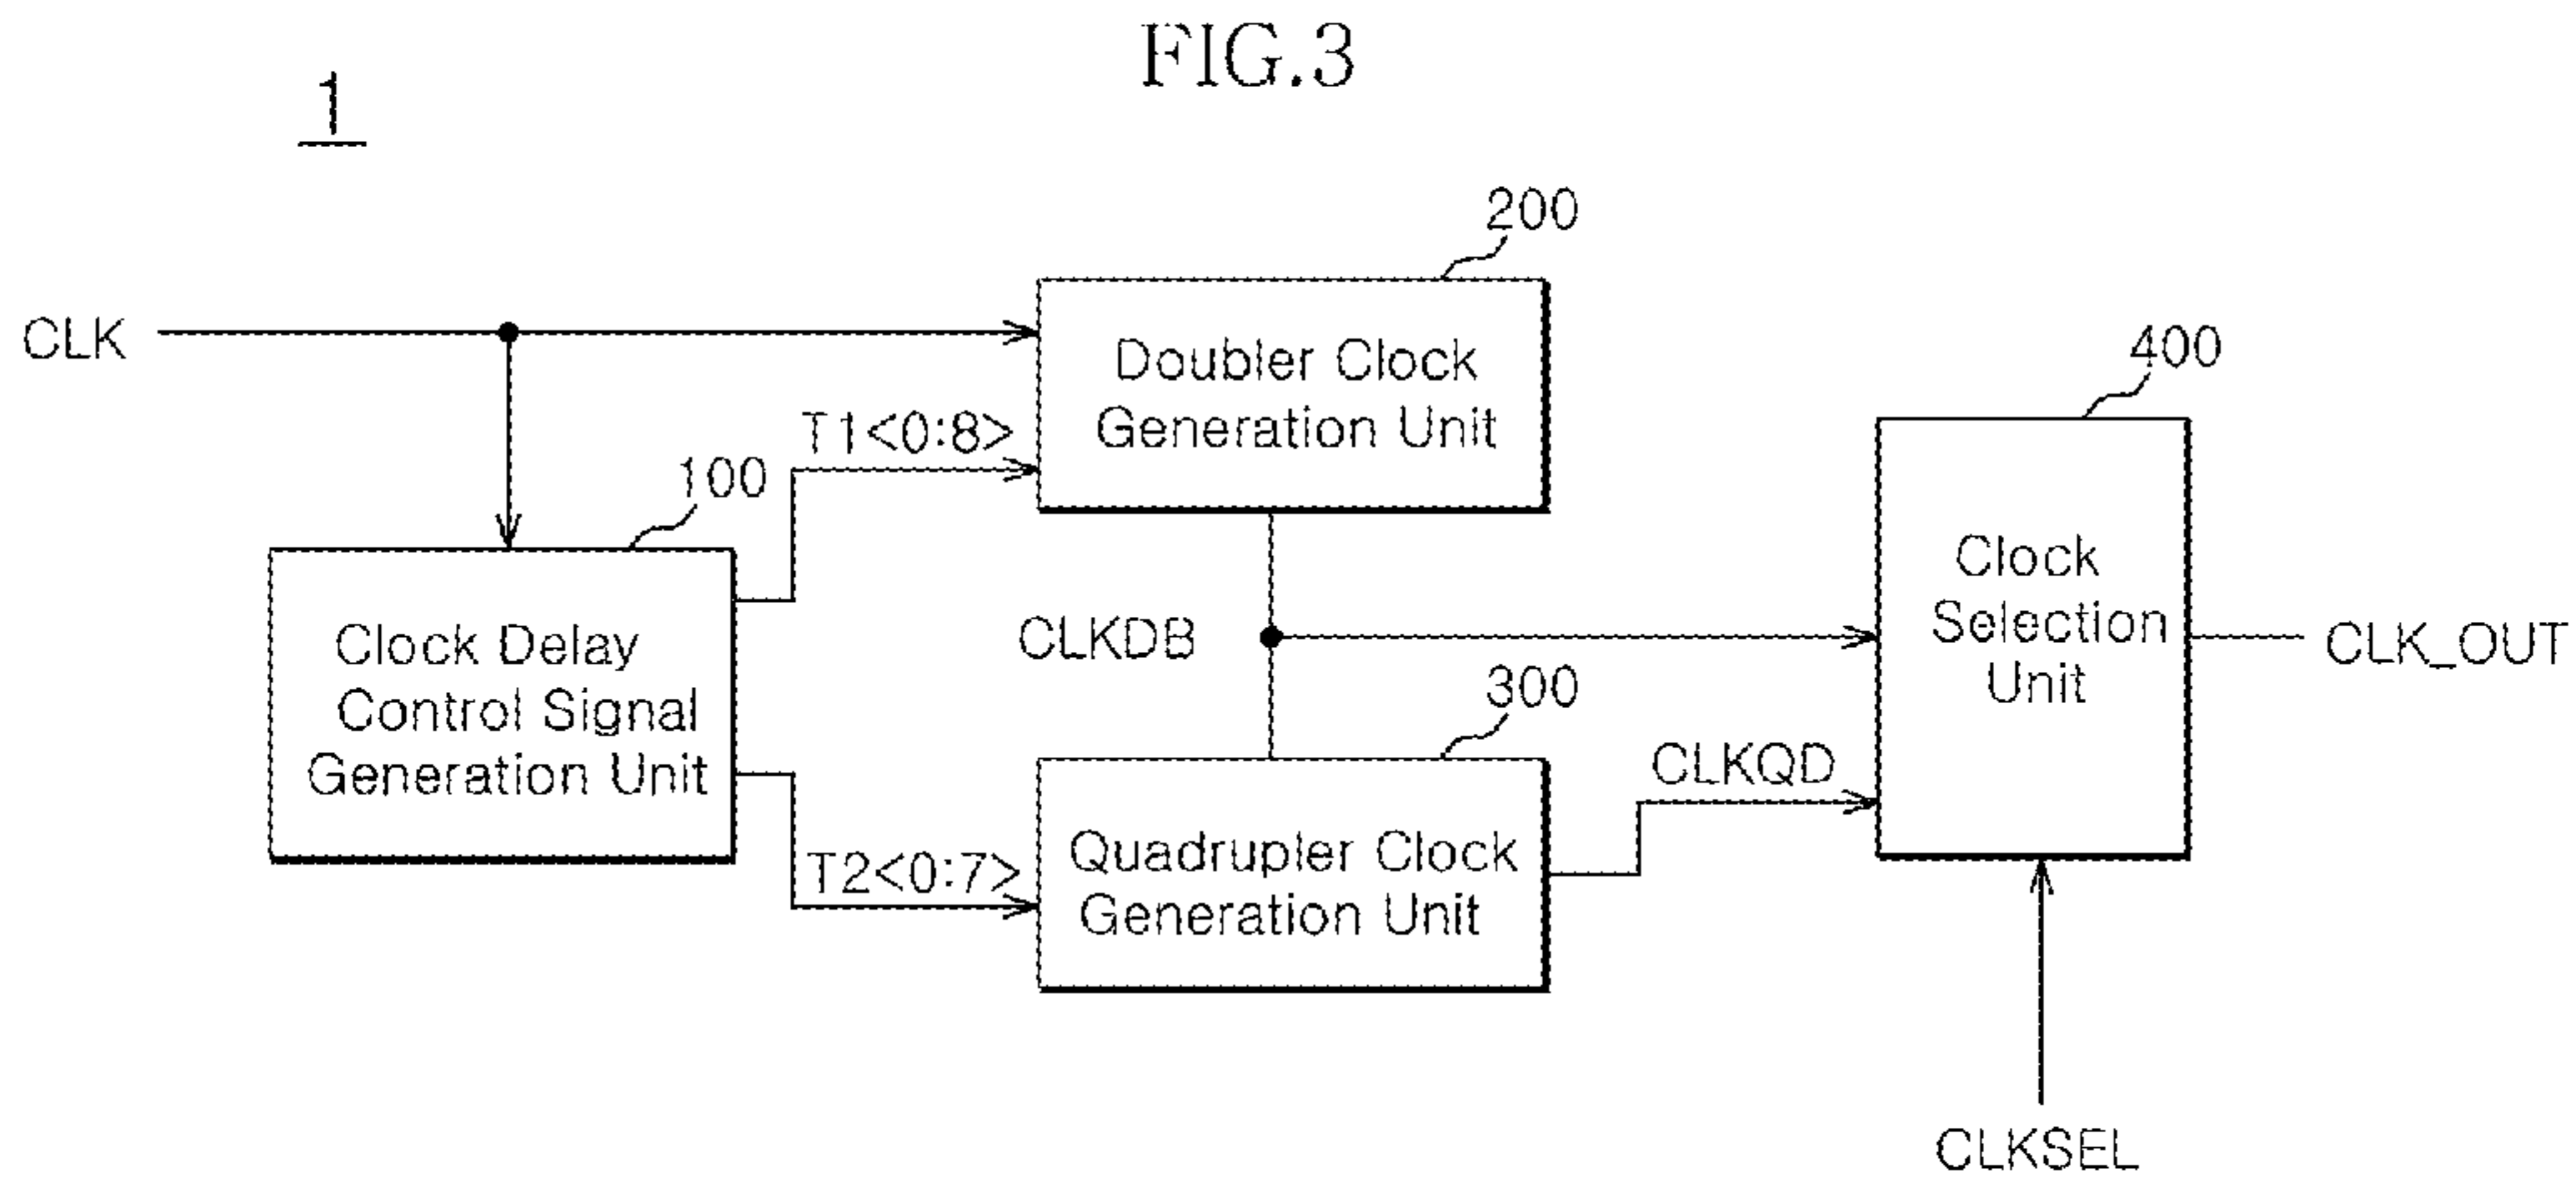 FIG.3
1
200
CLK
Doubler Clock
Generation Unit
400
T1<0:8>
100
Clock
Selection
Unit
CLK_OUT
Clock Delay
Control Signal
Generation Unit
CLKDB
300
CLKQD
T2<0:7>
Quadrupler Clock
Generation Unit
CLKSEL